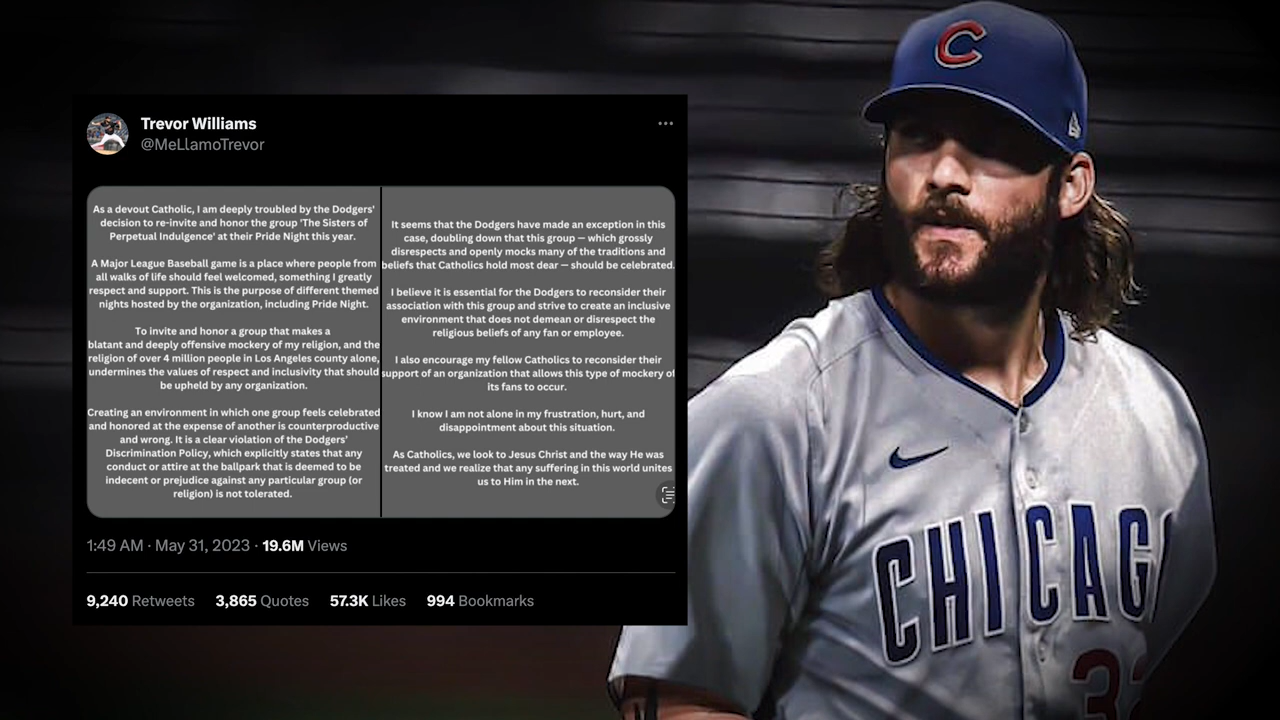 Trevor Williams
@MeLlamoTrevor
As a devout Catholic, I am deeply troubled by the Dodgers'
decision to re-invite and honor the group 'The Sisters of
Perpetual Indulgence' at their Pride Night this year.
A Major League Baseball game is a place where people from
all walks of life should feel welcomed, something I greatly
respect and support. This is the purpose of different themed
nights hosted by the organization, including Pride Night.
To invite and honor a group that makes a
blatant and deeply offensive mockery of my religion, and the
religion of over 4 million people in Los Angeles county alone,
undermines the values of respect and inclusivity that should
be upheld by any organization.
Creating an environment in which one group feels celebrated
and honored at the expense of another is counterproductive
and wrong. It is a clear violation of the Dodgers'
Discrimination Policy, which explicitly states that any
conduct or attire at the ballpark that is deemed to be
indecent or prejudice against any particular group (or
religion) is not tolerated.
It seems that the Dodgers have made an exception in this
case, doubling down that this group — which grossly
disrespects and openly mocks many of the traditions and
beliefs that Catholics hold most dear — should be celebrated.
I believe it is essential for the Dodgers to reconsider their
association with this group and strive to create an inclusive
environment that does not demean or disrespect the
religious beliefs of any fan or employee.
I also encourage my fellow Catholics to reconsider their
support of an organization that allows this type of mockery of
its fans to occur.
I know I am not alone in my frustration, hurt, and
disappointment about this situation.
As Catholics, we look to Jesus Christ and the way He was
treated and we realize that any suffering in this world unites
us to Him in the next.
1:49 AM · May 31, 2023 · 19.6M Views
9,240 Retweets 3,865 Quotes 57.3K Likes 994 Bookmarks
C
CHICAG
32